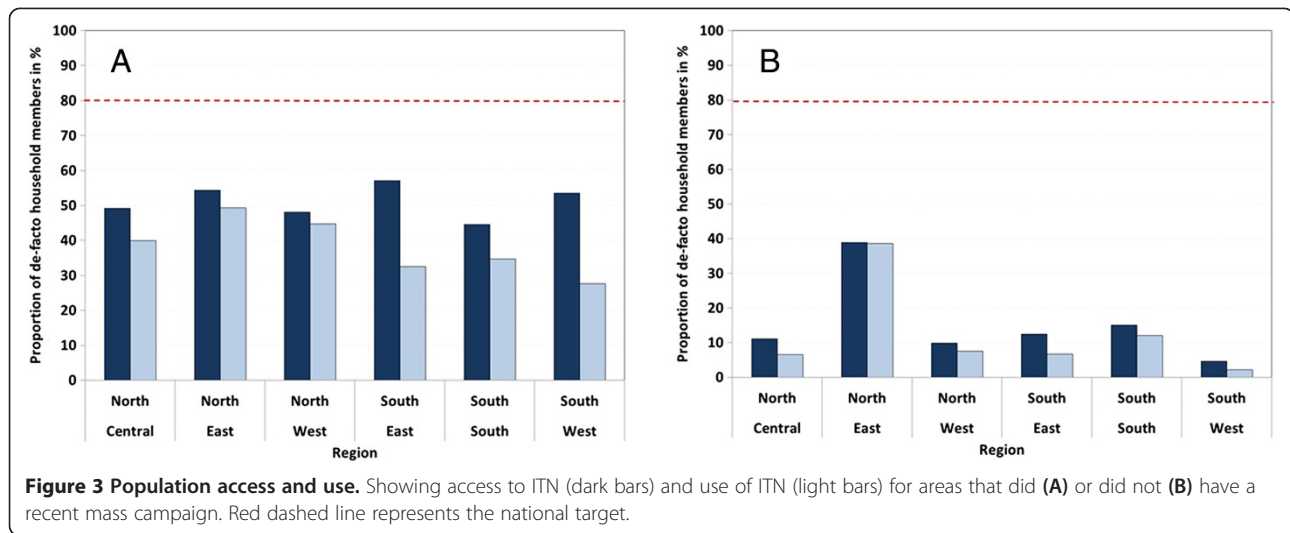 A
Proportion of de-facto household members in %
100
90
80
70
60
50
40
30
20
10
0
North North North South South South
Central East West East South West
Region
B
Proportion of de-facto household members in %
100
90
80
70
60
50
40
30
20
10
0
North North North South South South
Central East West East South West
Region
Figure 3 Population access and use. Showing access to ITN (dark bars) and use of ITN (light bars) for areas that did (A) or did not (B) have a
recent mass campaign. Red dashed line represents the national target.